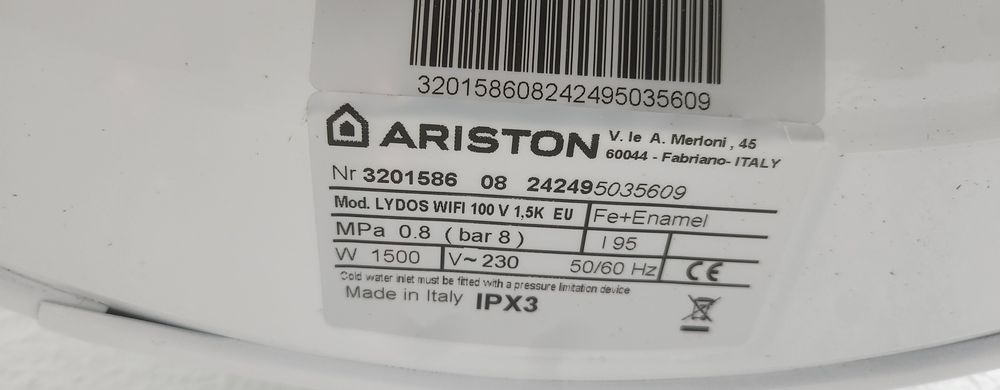 320158608242495035609
ARISTON V. le A. Merloni , 45
60044 - Fabriano- ITALY
Nr 3201586 08 242495035609
Mod. LYDOS WIFI 100 V 1,5K EU Fe+Enamel
MPa 0.8 ( bar 8 ) l 95
W 1500 V~ 230 50/60 Hz CE
Cold water inlet must be fitted with a pressure limitation device
Made in Italy IPX3